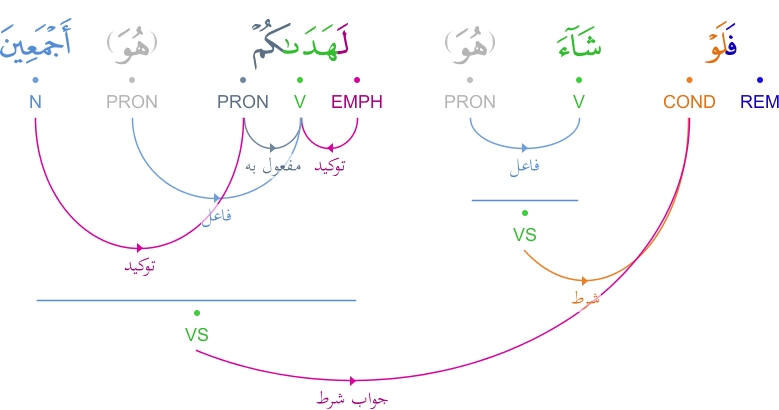 فَلَوْ شَآءَ (هُوَ) لَهَدَىٰكُمْ (هُوَ) أَجْمَعِينَ
REM COND V PRON EMPH V PRON PRON N
فاعل
توكيد مفعول به
فاعل
VS
توكيد
شرط
VS
جواب شرط